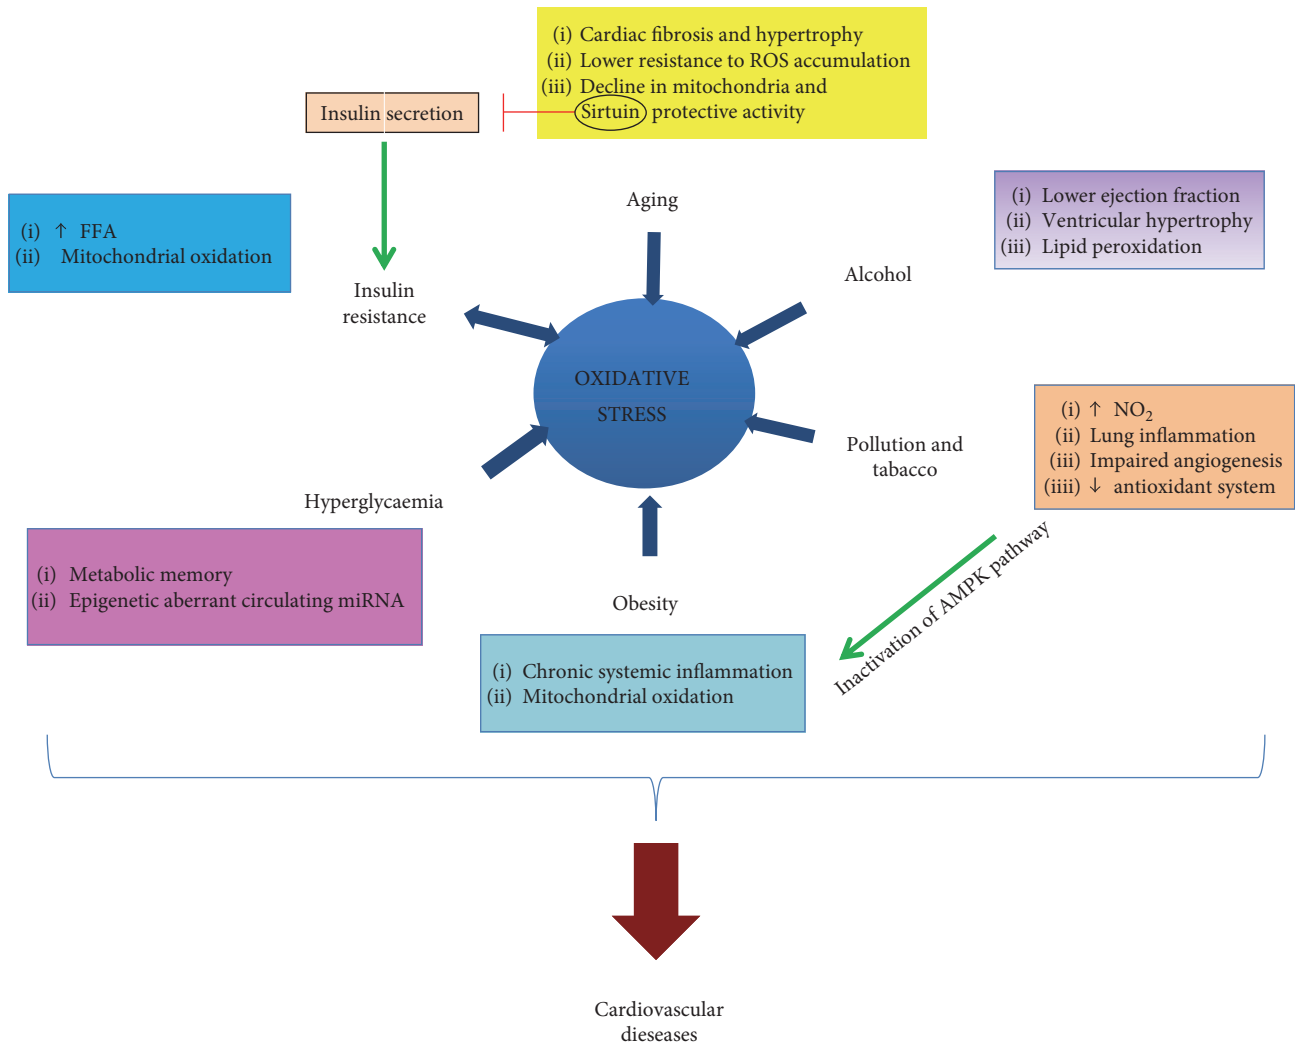 (i) Cardiac fibrosis and hypertrophy
(ii) Lower resistance to ROS accumulation
(iii) Decline in mitochondria and
Sirtuin protective activity
Insulin secretion
(i) ↑ FFA
(ii) Mitochondrial oxidation
Insulin
resistance
Aging
Alcohol
(i) Lower ejection fraction
(ii) Ventricular hypertrophy
(iii) Lipid peroxidation
OXIDATIVE
STRESS
Pollution and
tabacco
(i) ↑ NO₂
(ii) Lung inflammation
(iii) Impaired angiogenesis
(iiii) ↓ antioxidant system
Hyperglycaemia
(i) Metabolic memory
(ii) Epigenetic aberrant circulating miRNA
Obesity
(i) Chronic systemic inflammation
(ii) Mitochondrial oxidation
Inactivation of AMPK pathway
Cardiovascular
dieseases